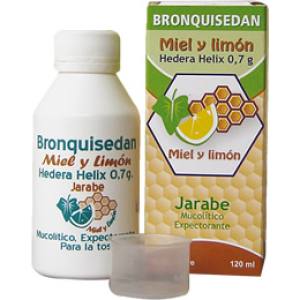 Bronquisedan
Miel y limón
Hedera Helix 0,7g.
Jarabe
Miel y
Mucolítico, Expectorante
Para la tos
BRONQUISEDAN
Miel y limón
Hedera Helix 0,7 g
Miel y limón
Jarabe
Mucolítico
Expectorante
120 ml